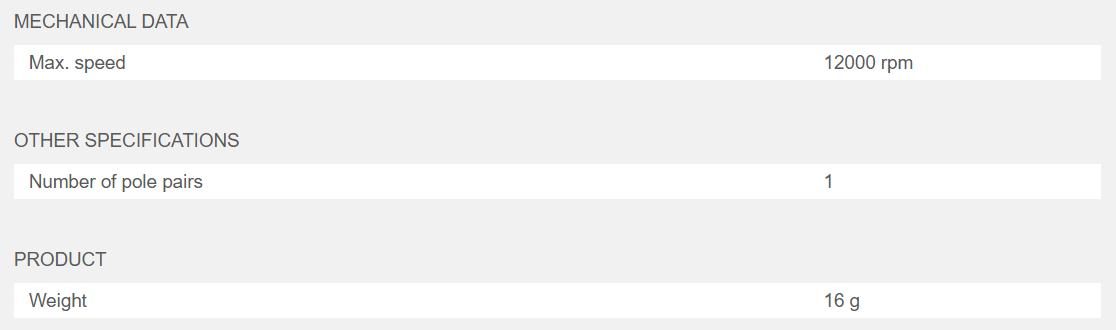 MECHANICAL DATA
Max. speed 12000 rpm
OTHER SPECIFICATIONS
Number of pole pairs 1
PRODUCT
Weight 16 g